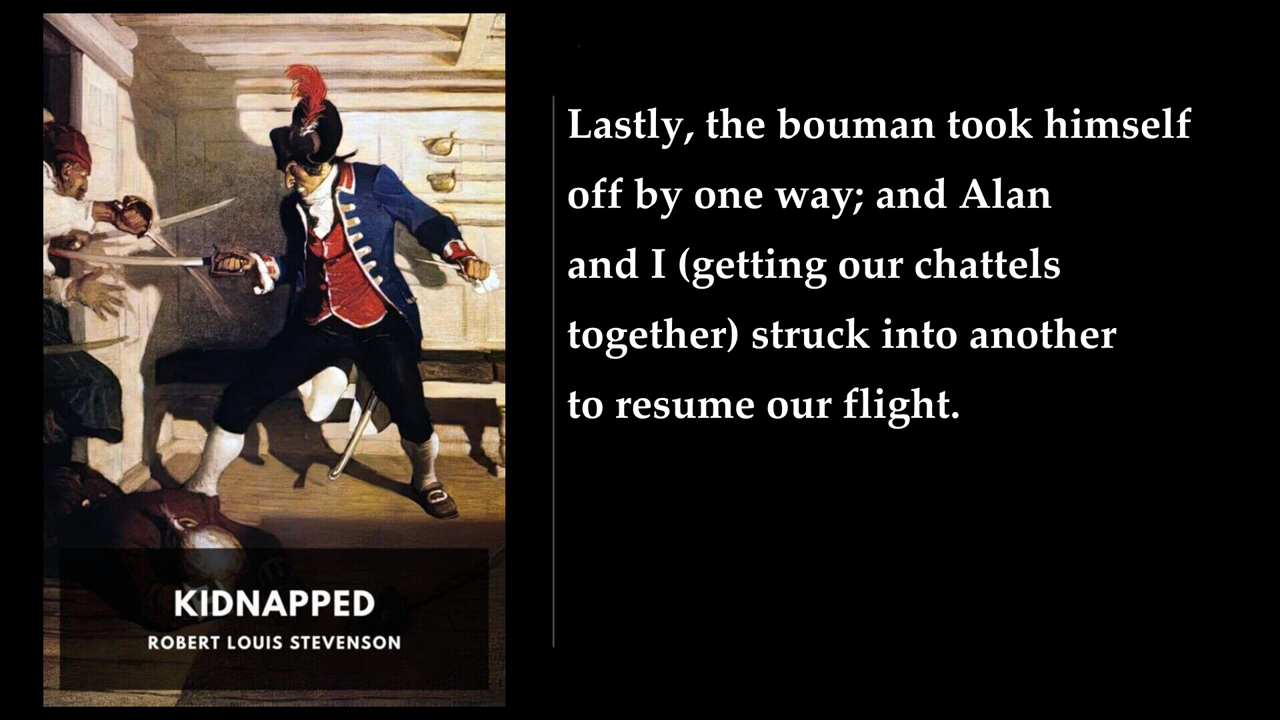 Lastly, the bouman took himself
off by one way; and Alan
and I (getting our chattels
together) struck into another
to resume our flight.
KIDNAPPED
ROBERT LOUIS STEVENSON